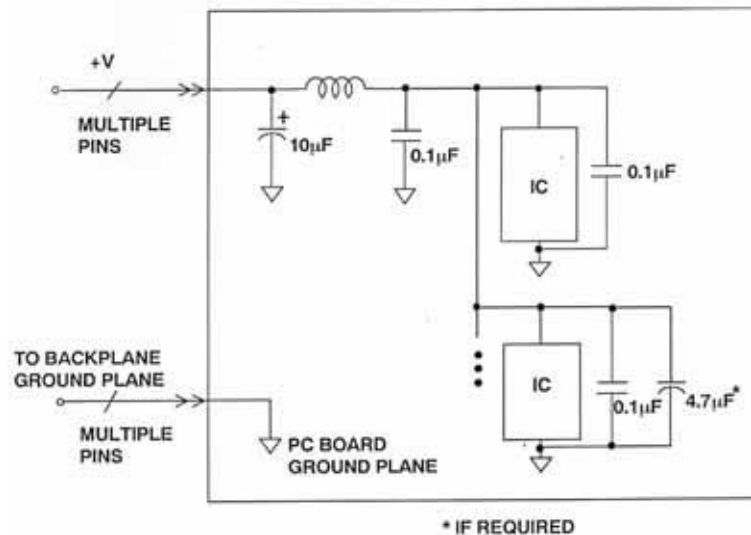 +V
MULTIPLE
PINS
+
10µF
0.1µF
IC
0.1µF
TO BACKPLANE
GROUND PLANE
MULTIPLE
PINS
PC BOARD
GROUND PLANE
IC
0.1µF
4.7µF*
* IF REQUIRED